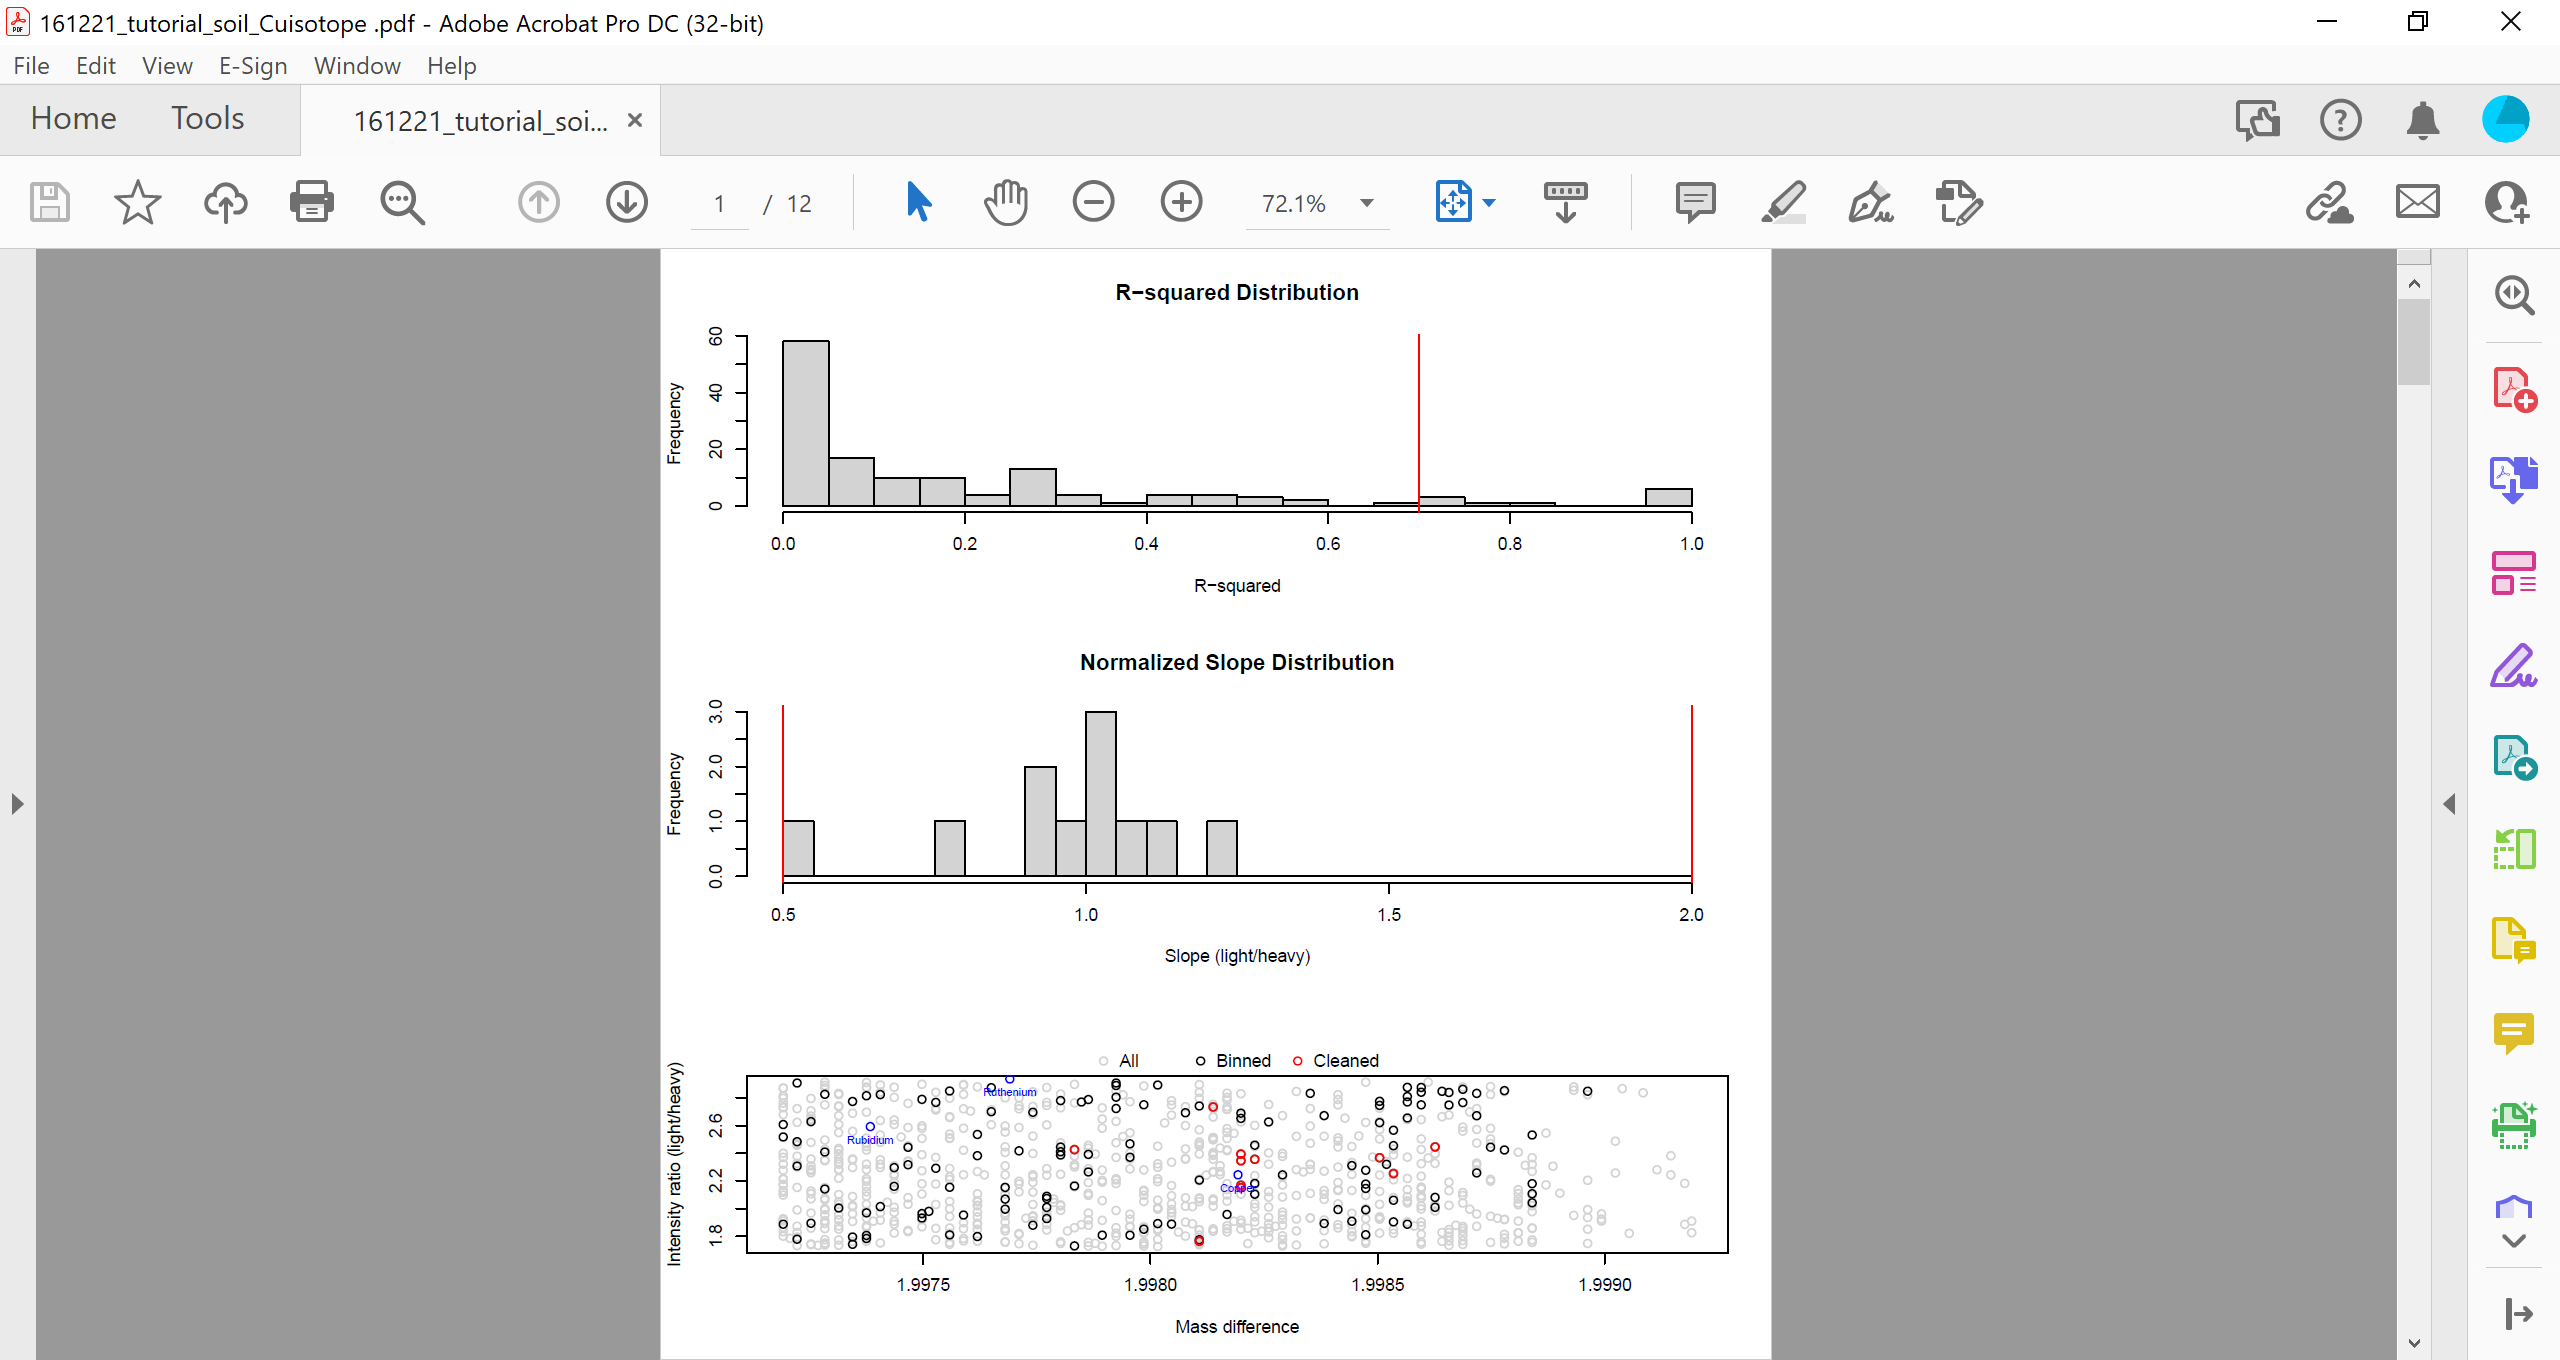 161221_tutorial_soil_Cuisotope .pdf - Adobe Acrobat Pro DC (32-bit)
File Edit View E-Sign Window Help
Home Tools 161221_tutorial_soi... ×
1 / 12 72.1%
R−squared Distribution
Frequency
0 20 40 60
0.0 0.2 0.4 0.6 0.8 1.0
R−squared
Normalized Slope Distribution
Frequency
0.0 1.0 2.0 3.0
0.5 1.0 1.5 2.0
Slope (light/heavy)
All Binned Cleaned
Intensity ratio (light/heavy)
1.8 2.2 2.6
Ruthenium
Rubidium
Copper
1.9975 1.9980 1.9985 1.9990
Mass difference